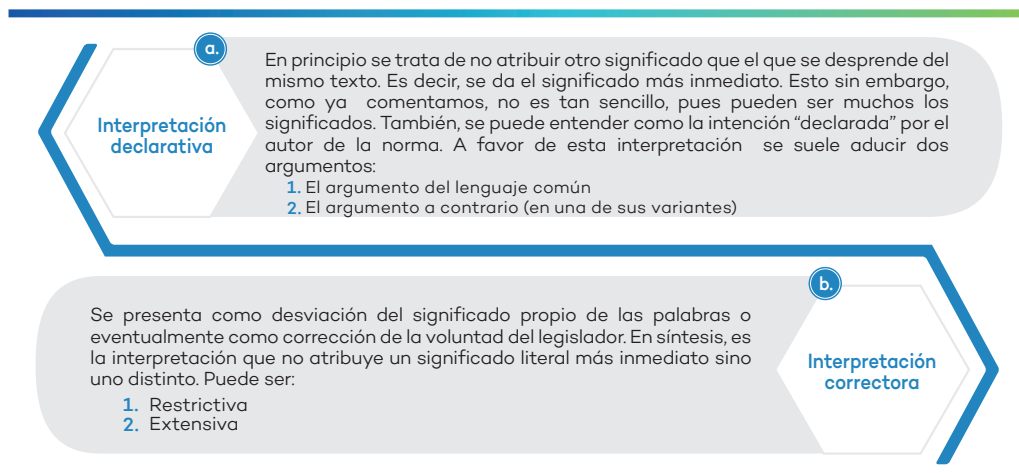 a.
Interpretación
declarativa
En principio se trata de no atribuir otro significado que el que se desprende del
mismo texto. Es decir, se da el significado más inmediato. Esto sin embargo,
como ya comentamos, no es tan sencillo, pues pueden ser muchos los
significados. También, se puede entender como la intención “declarada” por el
autor de la norma. A favor de esta interpretación se suele aducir dos
argumentos:
1. El argumento del lenguaje común
2. El argumento a contrario (en una de sus variantes)
b.
Se presenta como desviación del significado propio de las palabras o
eventualmente como corrección de la voluntad del legislador. En síntesis, es
la interpretación que no atribuye un significado literal más inmediato sino
uno distinto. Puede ser:
1. Restrictiva
2. Extensiva
Interpretación
correctora